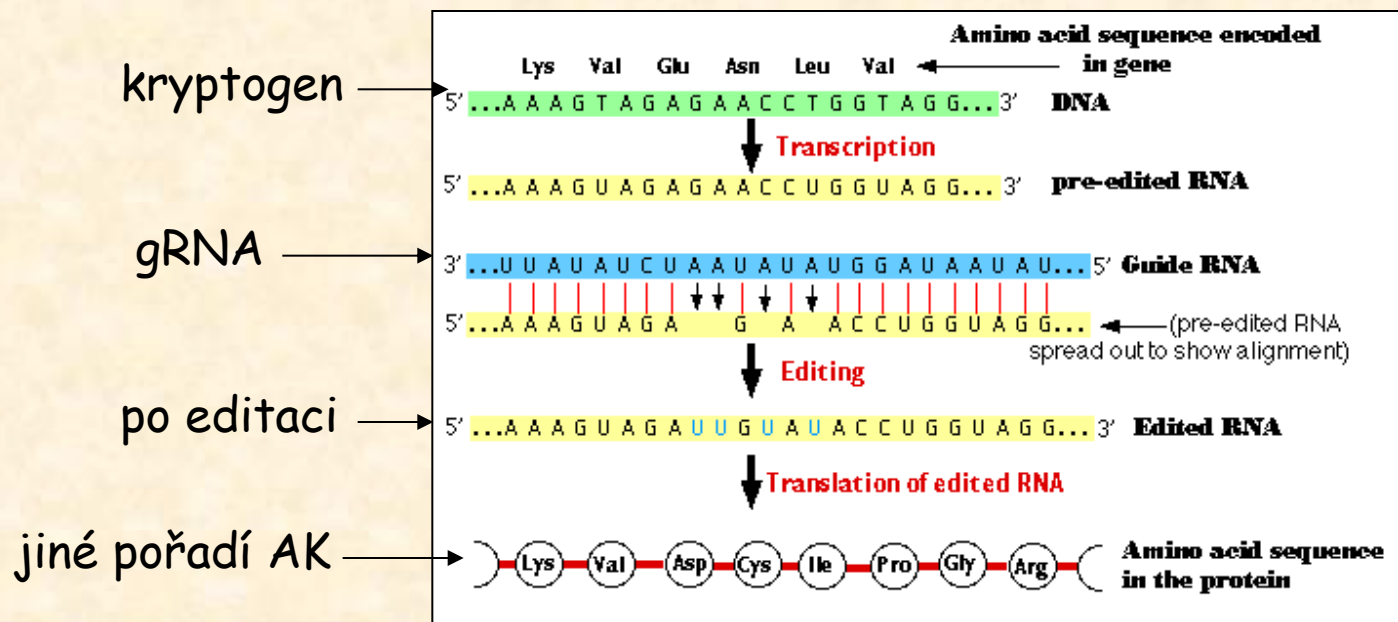 Amino acid sequence encoded
in gene
Lys Val Glu Asn Leu Val
kryptogen
5′ ...A A A G T A G A G A A C C T G G T A G G... 3′ DNA
Transcription
5′ ...A A A G U A G A G A A C C U G G U A G G... 3′ pre-edited RNA
gRNA
3′ ...U U A U A U C U A A U A U A U G G A U A A U A U... 5′ Guide RNA
5′ ...A A A G U A G A G A A C C U G G U A G G... (pre-edited RNA
spread out to show alignment)
Editing
po editaci
5′ ...A A A G U A G A U U G U A U A C C U G G U A G G... 3′ Edited RNA
Translation of edited RNA
jiné pořadí AK
Lys Val Asp Cys Ile Pro Gly Arg
Amino acid sequence
in the protein